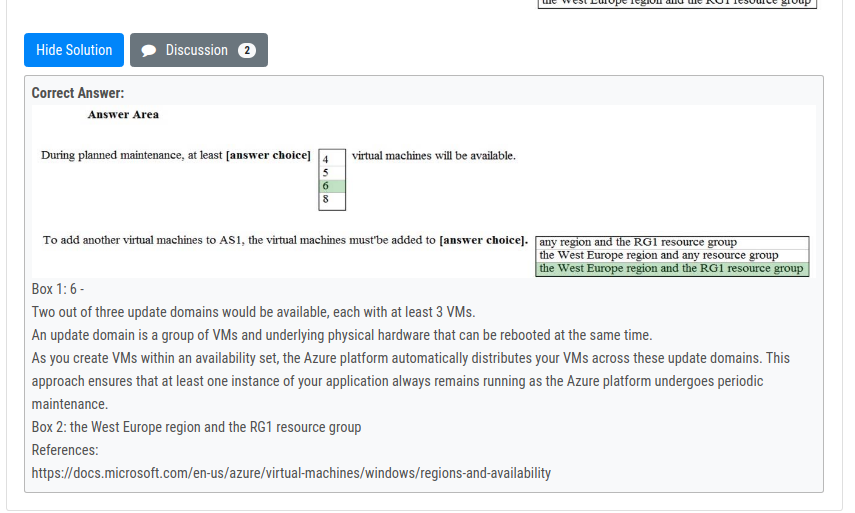 the West Europe region and the RG1 resource group
Hide Solution
Discussion 2
Correct Answer:
Answer Area
During planned maintenance, at least [answer choice] 4 virtual machines will be available.
5
6
8
To add another virtual machines to AS1, the virtual machines must'be added to [answer choice]. any region and the RG1 resource group
the West Europe region and any resource group
the West Europe region and the RG1 resource group
Box 1: 6 -
Two out of three update domains would be available, each with at least 3 VMs.
An update domain is a group of VMs and underlying physical hardware that can be rebooted at the same time.
As you create VMs within an availability set, the Azure platform automatically distributes your VMs across these update domains. This
approach ensures that at least one instance of your application always remains running as the Azure platform undergoes periodic
maintenance.
Box 2: the West Europe region and the RG1 resource group
References:
https://docs.microsoft.com/en-us/azure/virtual-machines/windows/regions-and-availability